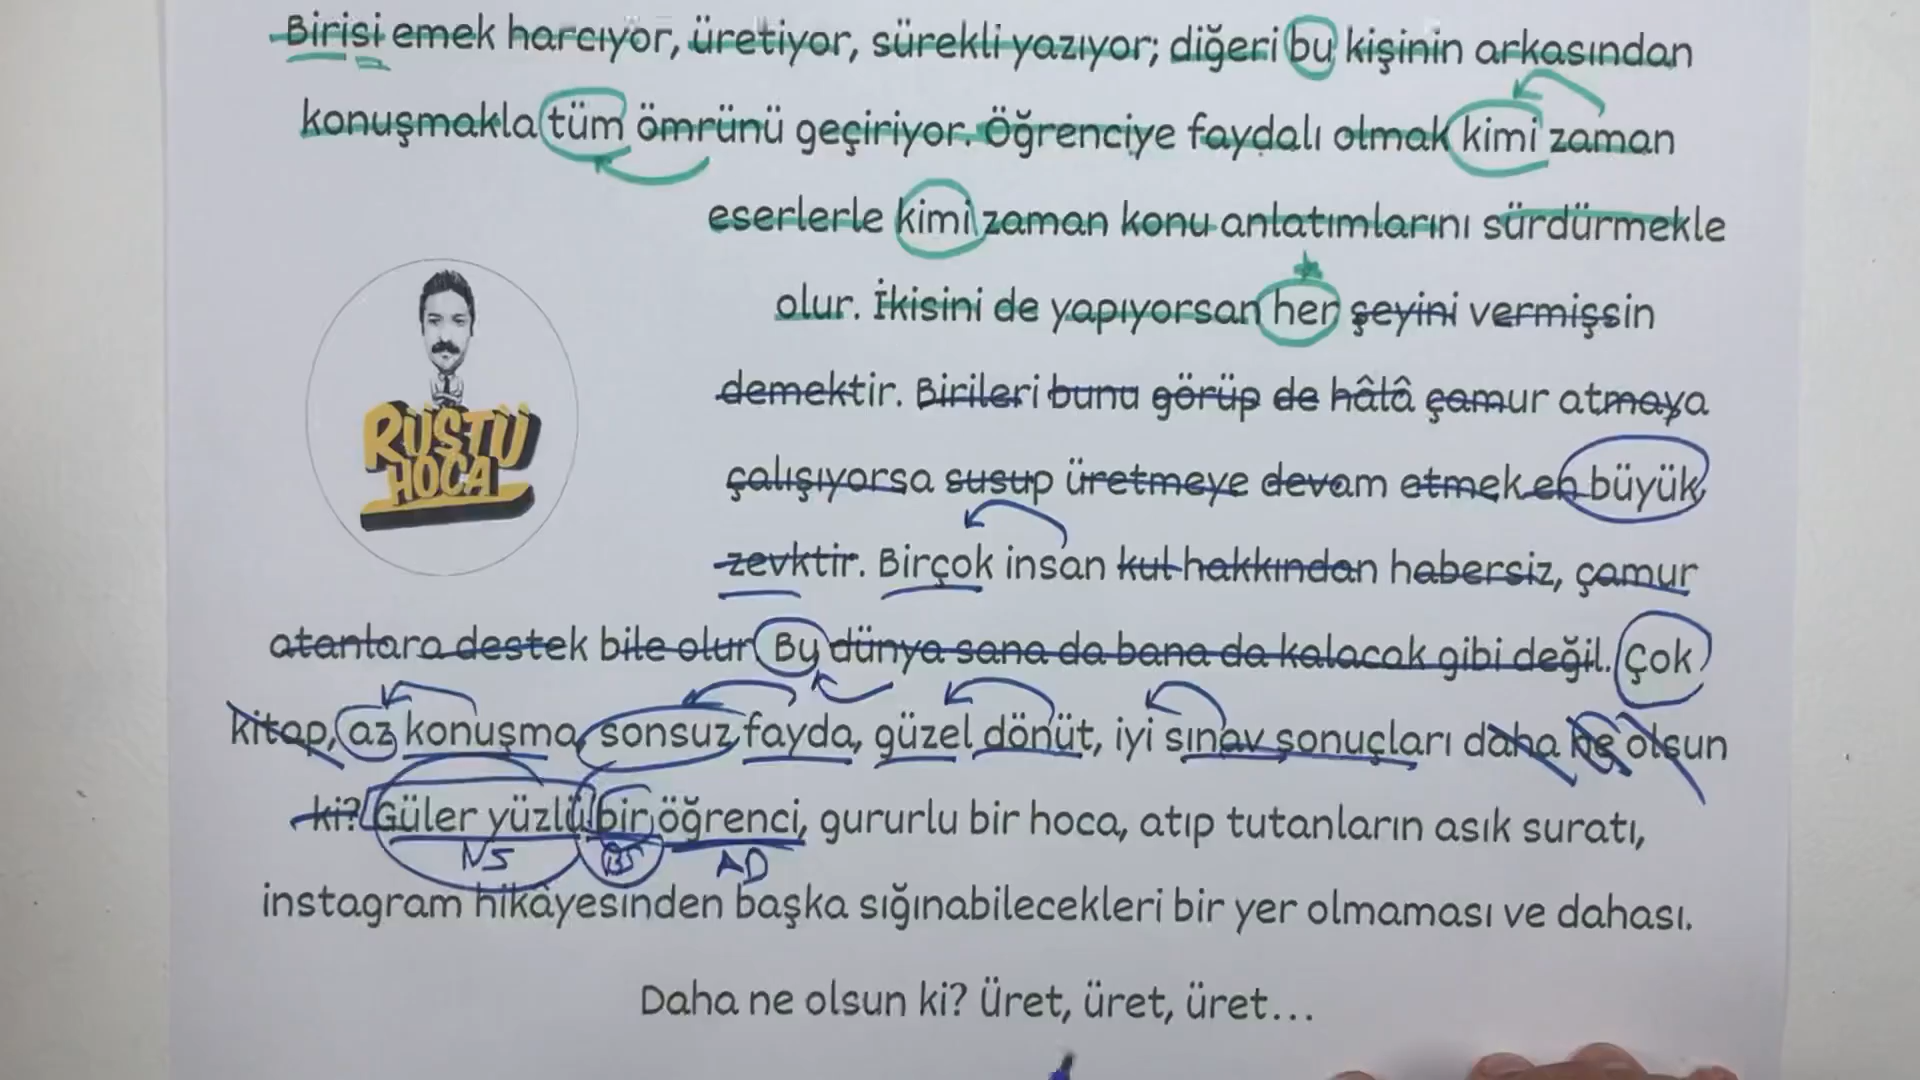 Birisi emek harcıyor, üretiyor, sürekli yazıyor; diğeri bu kişinin arkasından
konuşmakla tüm ömrünü geçiriyor. Öğrenciye faydalı olmak kimi zaman
eserlerle kimi zaman konu anlatımlarını sürdürmekle
olur. İkisini de yapıyorsan her şeyini vermişsin
demektir. Birileri bunu görüp de hâlâ çamur atmaya
çalışıyorsa susup üretmeye devam etmek en büyük
zevktir. Birçok insan kul hakkından habersiz, çamur
atanlara destek bile olur. Bu dünya sana da bana da kalacak gibi değil. Çok
kitap, az konuşma, sonsuz fayda, güzel dönüt, iyi sınav sonuçları daha ne olsun
ki? Güler yüzlü bir öğrenci, gururlu bir hoca, atıp tutanların asık suratı,
NS BS AD
instagram hikâyesinden başka sığınabilecekleri bir yer olmaması ve dahası.
Daha ne olsun ki? Üret, üret, üret...
RÜŞTÜ
HOCA